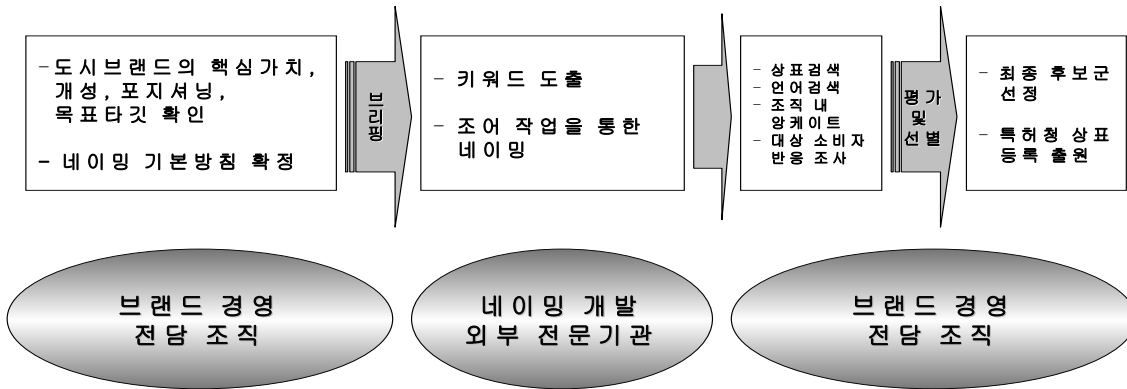 – 도시브랜드의 핵심가치,
개성, 포지셔닝,
목표타깃 확인
– 네이밍 기본방침 확정
브리핑
– 키워드 도출
– 조어 작업을 통한
네이밍
– 상표검색
– 언어검색
– 조직 내
앙케이트
– 대상 소비자
반응 조사
평가
및
선별
– 최종 후보군
선정
– 특허청 상표
등록 출원
브랜드 경영
전담 조직
네이밍 개발
외부 전문기관
브랜드 경영
전담 조직